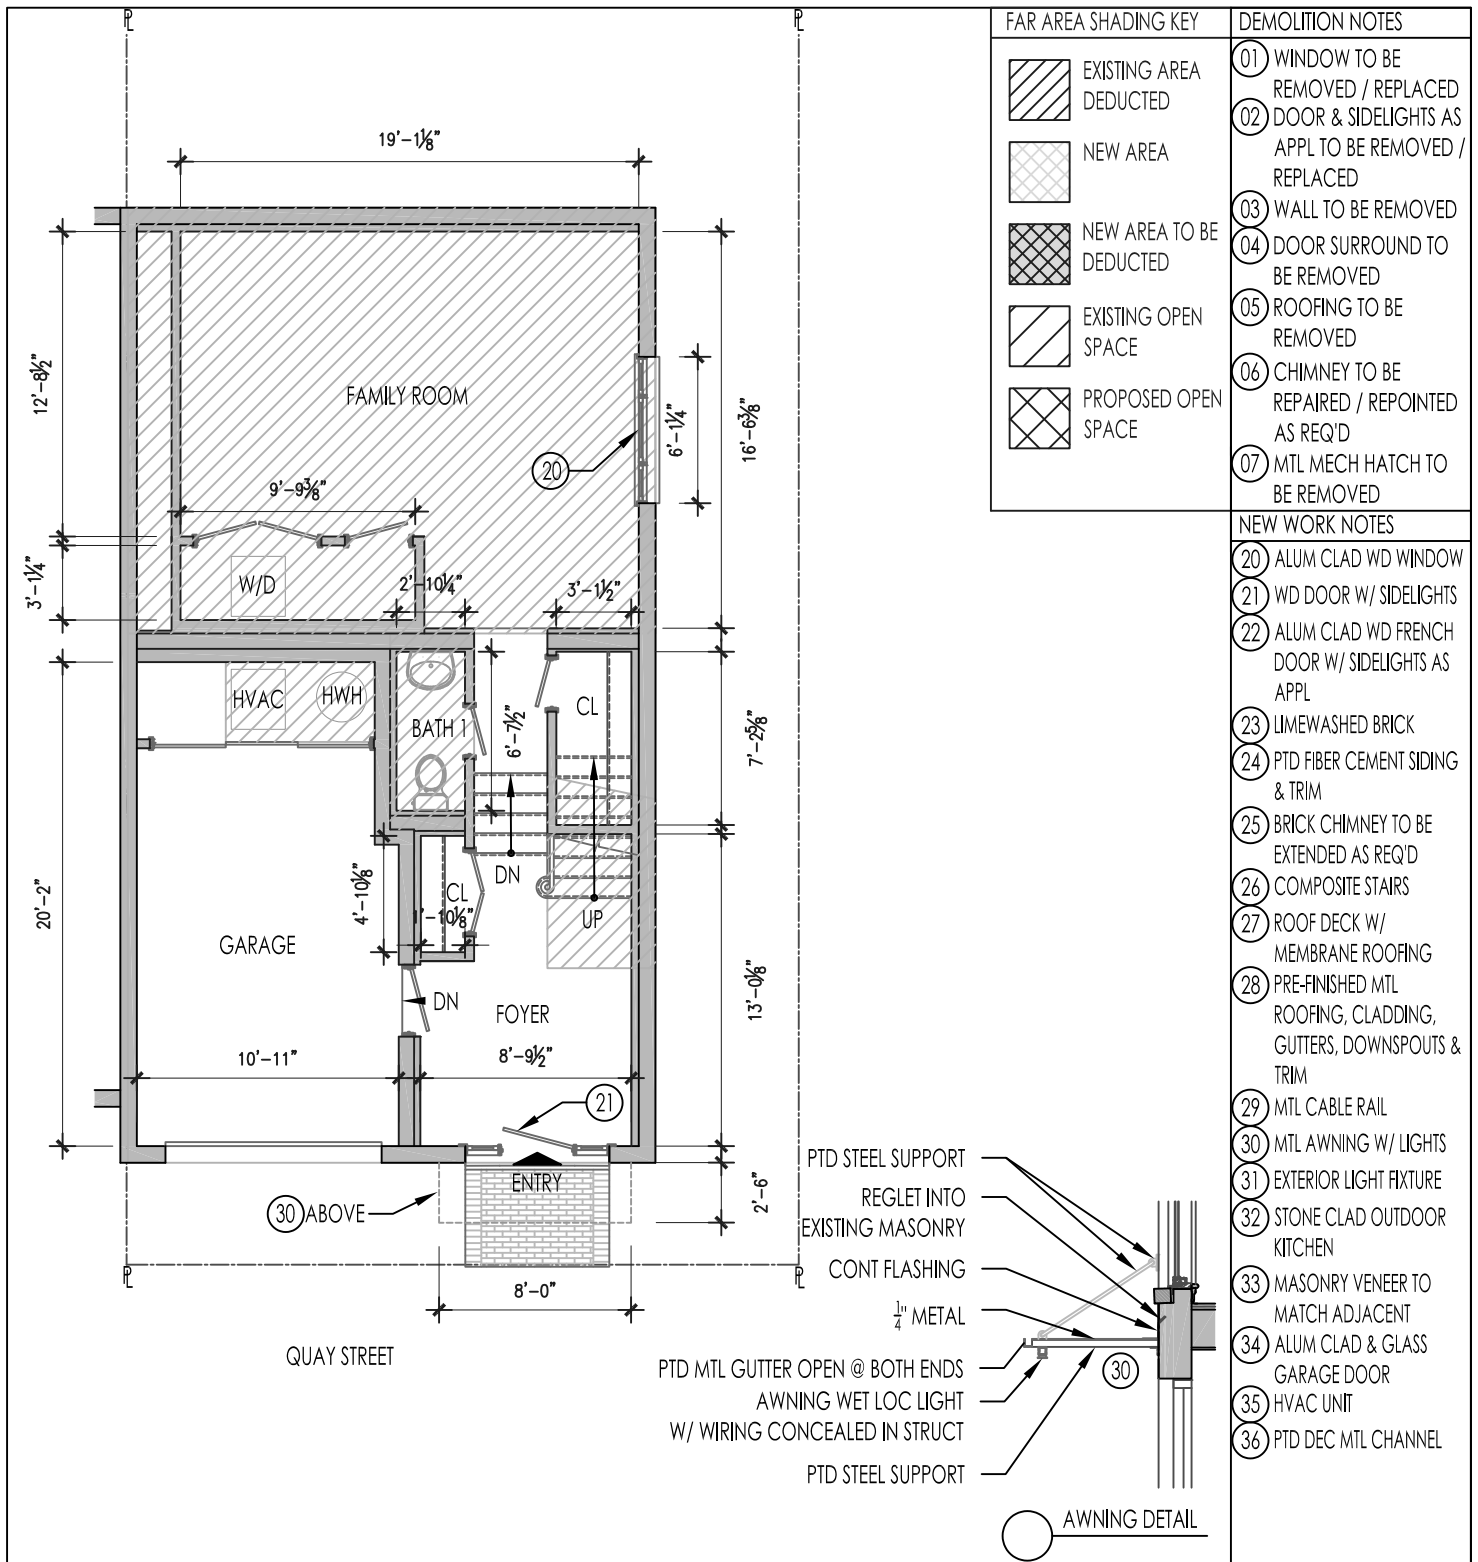 PL
PL
19'-1⅛"
12'-8½"
FAMILY ROOM
6'-1¼"
16'-6⅜"
20
9'-9⅜"
3'-1¼"
W/D
2'-10¼"
3'-1½"
HVAC
HWH
BATH 1
6'-7½"
CL
7'-2⅝"
20'-2"
4'-10⅛"
CL
1'-10⅛"
DN
UP
GARAGE
DN
FOYER
13'-0⅛"
10'-11"
8'-9½"
21
ENTRY
30 ABOVE
2'-6"
PL
PL
8'-0"
QUAY STREET
PTD STEEL SUPPORT
REGLET INTO
EXISTING MASONRY
CONT FLASHING
¼" METAL
PTD MTL GUTTER OPEN @ BOTH ENDS
30
AWNING WET LOC LIGHT
W/ WIRING CONCEALED IN STRUCT
PTD STEEL SUPPORT
AWNING DETAIL
FAR AREA SHADING KEY
EXISTING AREA
DEDUCTED
NEW AREA
NEW AREA TO BE
DEDUCTED
EXISTING OPEN
SPACE
PROPOSED OPEN
SPACE
DEMOLITION NOTES
01 WINDOW TO BE
REMOVED / REPLACED
02 DOOR & SIDELIGHTS AS
APPL TO BE REMOVED /
REPLACED
03 WALL TO BE REMOVED
04 DOOR SURROUND TO
BE REMOVED
05 ROOFING TO BE
REMOVED
06 CHIMNEY TO BE
REPAIRED / REPOINTED
AS REQ'D
07 MTL MECH HATCH TO
BE REMOVED
NEW WORK NOTES
20 ALUM CLAD WD WINDOW
21 WD DOOR W/ SIDELIGHTS
22 ALUM CLAD WD FRENCH
DOOR W/ SIDELIGHTS AS
APPL
23 LIMEWASHED BRICK
24 PTD FIBER CEMENT SIDING
& TRIM
25 BRICK CHIMNEY TO BE
EXTENDED AS REQ'D
26 COMPOSITE STAIRS
27 ROOF DECK W/
MEMBRANE ROOFING
28 PRE-FINISHED MTL
ROOFING, CLADDING,
GUTTERS, DOWNSPOUTS &
TRIM
29 MTL CABLE RAIL
30 MTL AWNING W/ LIGHTS
31 EXTERIOR LIGHT FIXTURE
32 STONE CLAD OUTDOOR
KITCHEN
33 MASONRY VENEER TO
MATCH ADJACENT
34 ALUM CLAD & GLASS
GARAGE DOOR
35 HVAC UNIT
36 PTD DEC MTL CHANNEL